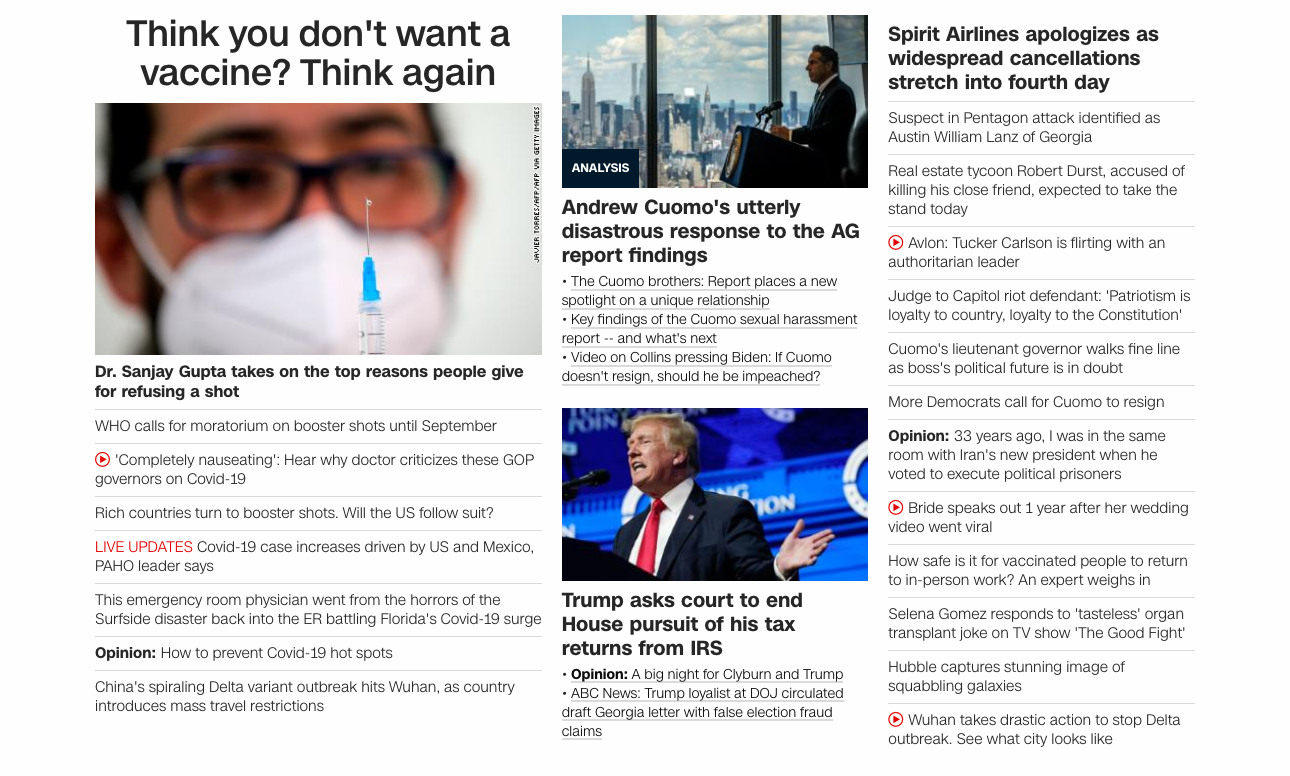 Think you don't want a
vaccine? Think again
JAVIER TORRES/AFP/AFP VIA GETTY IMAGES
Dr. Sanjay Gupta takes on the top reasons people give
for refusing a shot
WHO calls for moratorium on booster shots until September
'Completely nauseating': Hear why doctor criticizes these GOP
governors on Covid-19
Rich countries turn to booster shots. Will the US follow suit?
LIVE UPDATES Covid-19 case increases driven by US and Mexico,
PAHO leader says
This emergency room physician went from the horrors of the
Surfside disaster back into the ER battling Florida's Covid-19 surge
Opinion: How to prevent Covid-19 hot spots
China's spiraling Delta variant outbreak hits Wuhan, as country
introduces mass travel restrictions
ANALYSIS
Andrew Cuomo's utterly
disastrous response to the AG
report findings
• The Cuomo brothers: Report places a new
spotlight on a unique relationship
• Key findings of the Cuomo sexual harassment
report -- and what's next
• Video on Collins pressing Biden: If Cuomo
doesn't resign, should he be impeached?
Trump asks court to end
House pursuit of his tax
returns from IRS
• Opinion: A big night for Clyburn and Trump
• ABC News: Trump loyalist at DOJ circulated
draft Georgia letter with false election fraud
claims
Spirit Airlines apologizes as
widespread cancellations
stretch into fourth day
Suspect in Pentagon attack identified as
Austin William Lanz of Georgia
Real estate tycoon Robert Durst, accused of
killing his close friend, expected to take the
stand today
Avlon: Tucker Carlson is flirting with an
authoritarian leader
Judge to Capitol riot defendant: 'Patriotism is
loyalty to country, loyalty to the Constitution'
Cuomo's lieutenant governor walks fine line
as boss's political future is in doubt
More Democrats call for Cuomo to resign
Opinion: 33 years ago, I was in the same
room with Iran's new president when he
voted to execute political prisoners
Bride speaks out 1 year after her wedding
video went viral
How safe is it for vaccinated people to return
to in-person work? An expert weighs in
Selena Gomez responds to 'tasteless' organ
transplant joke on TV show 'The Good Fight'
Hubble captures stunning image of
squabbling galaxies
Wuhan takes drastic action to stop Delta
outbreak. See what city looks like